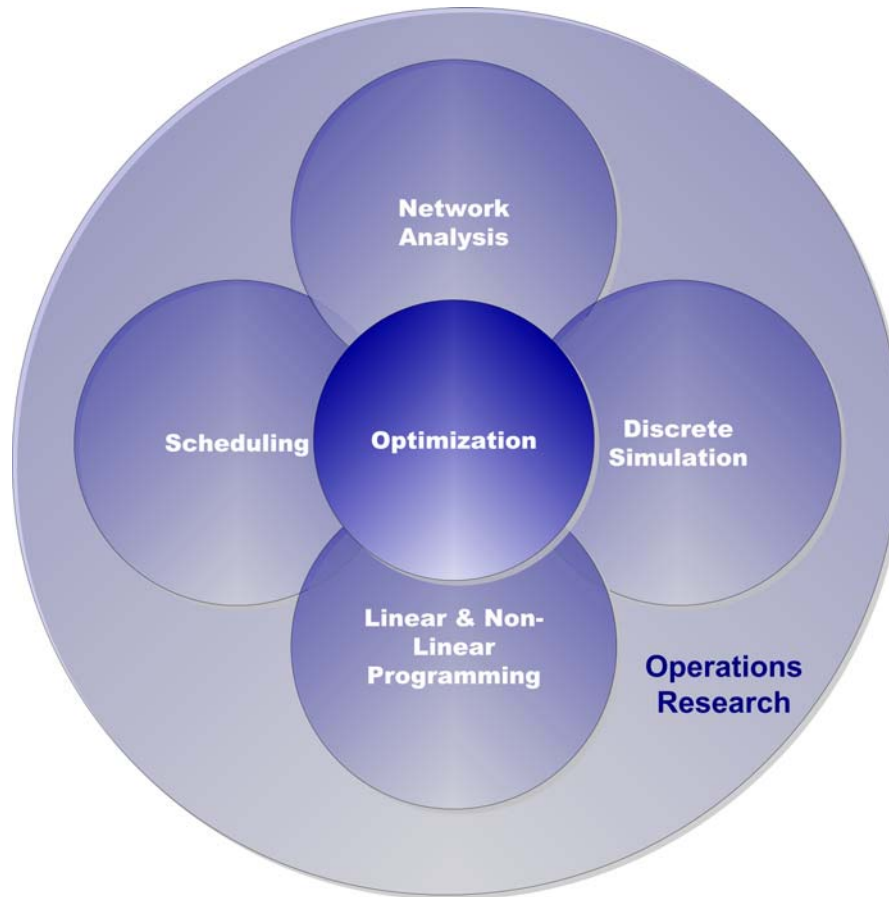 Network
Analysis
Scheduling
Optimization
Discrete
Simulation
Linear & Non-
Linear
Programming
Operations
Research